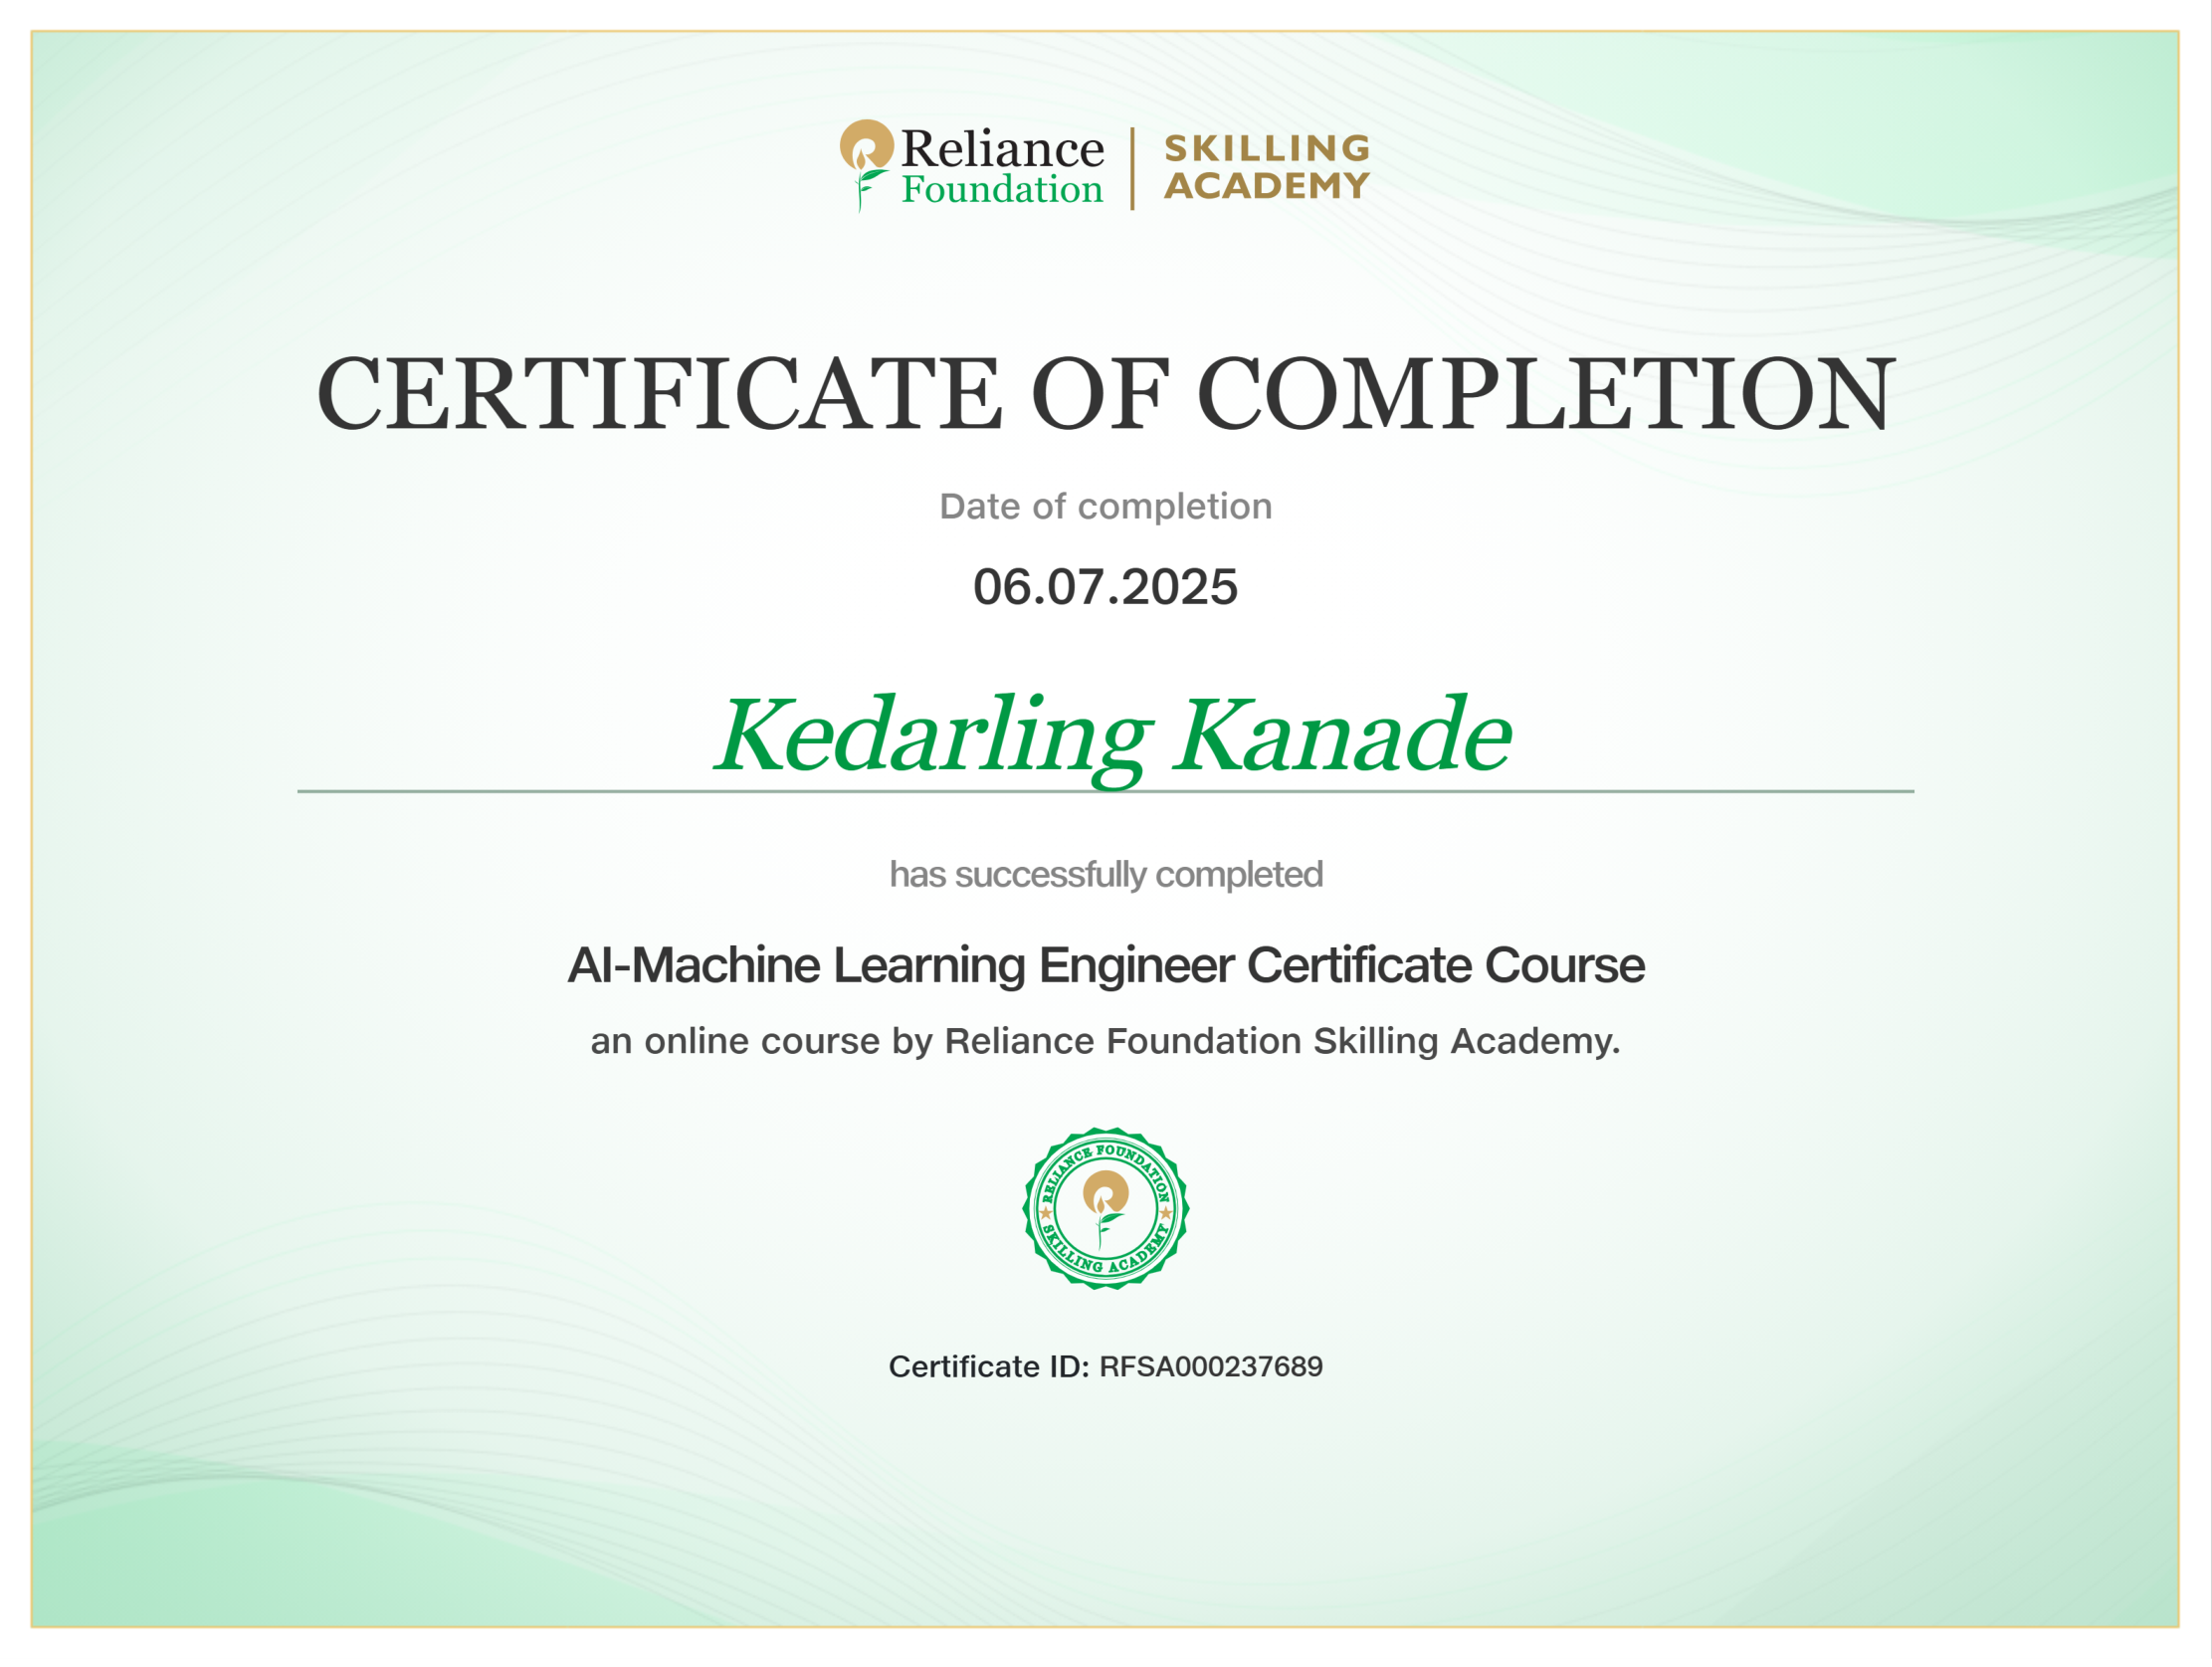 Reliance
Foundation
SKILLING
ACADEMY
CERTIFICATE OF COMPLETION
Date of completion
06.07.2025
Kedarling Kanade
has successfully completed
AI-Machine Learning Engineer Certificate Course
an online course by Reliance Foundation Skilling Academy.
RELIANCE FOUNDATION
SKILLING ACADEMY
Certificate ID: RFSA000237689